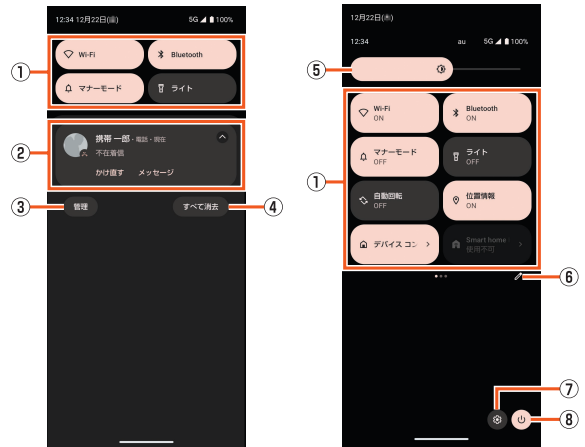 12:34 12月22日(金)
5G 100%
① Wi-Fi
Bluetooth
マナーモード
ライト
② 携帯 一郎・電話・現在
不在着信
かけ直す メッセージ
③ 管理
すべて消去 ④
12月22日(木)
12:34 au 5G 100%
⑤
① Wi-Fi
ON
Bluetooth
ON
マナーモード
OFF
ライト
OFF
自動回転
OFF
位置情報
ON
デバイス コン
Smart home
使用不可
⑥
⑦
⑧